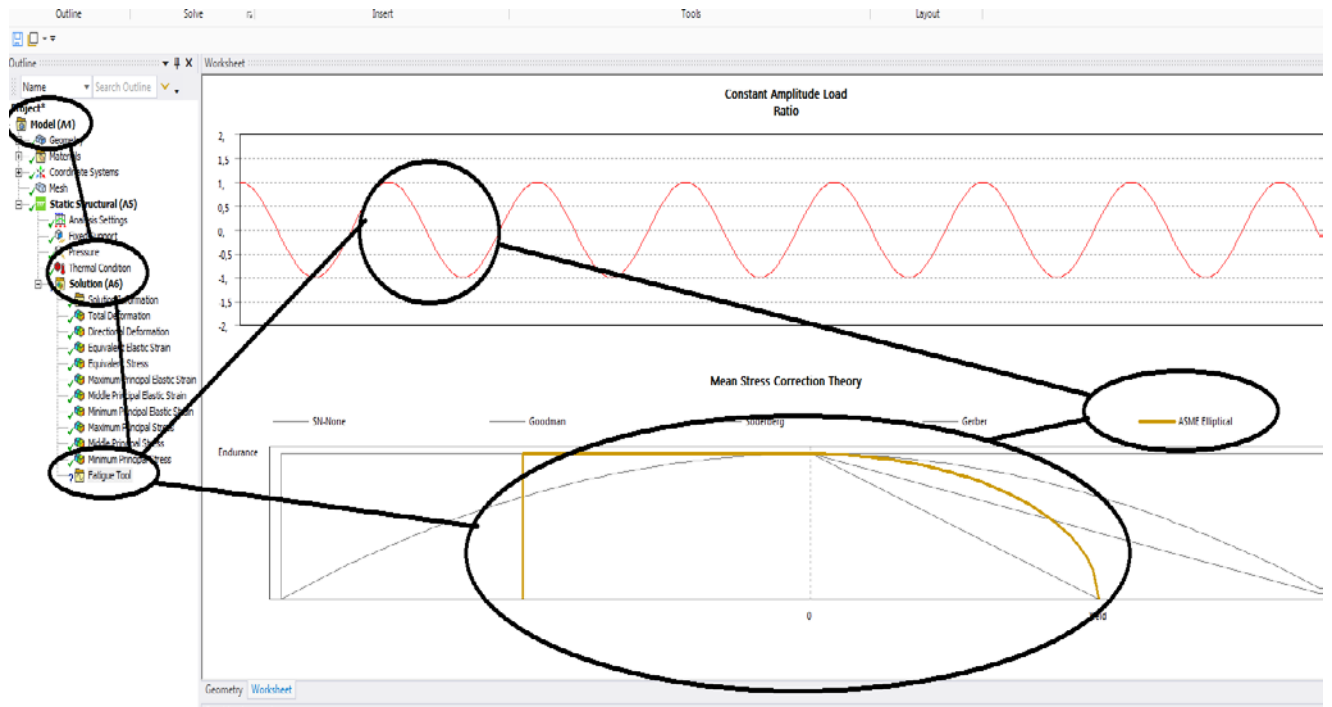 Outline Solve Insert Tools Layout
Outline
Worksheet
Name Search Outline
Project*
Model (A4)
Geometry
Materials
Coordinate Systems
Mesh
Static Structural (A5)
Analysis Settings
Fixed Support
Pressure
Thermal Condition
Solution (A6)
Solution Information
Total Deformation
Directional Deformation
Equivalent Elastic Strain
Equivalent Stress
Maximum Principal Elastic Strain
Middle Principal Elastic Strain
Minimum Principal Elastic Strain
Maximum Principal Stress
Middle Principal Stress
Minimum Principal Stress
Fatigue Tool
Constant Amplitude Load
Ratio
2,
1,5
1,
0,5
0,
-0,5
-1,
-1,5
-2,
Mean Stress Correction Theory
SN-None Goodman Soderberg Gerber ASME Elliptical
Endurance
0 Yield
Geometry Worksheet